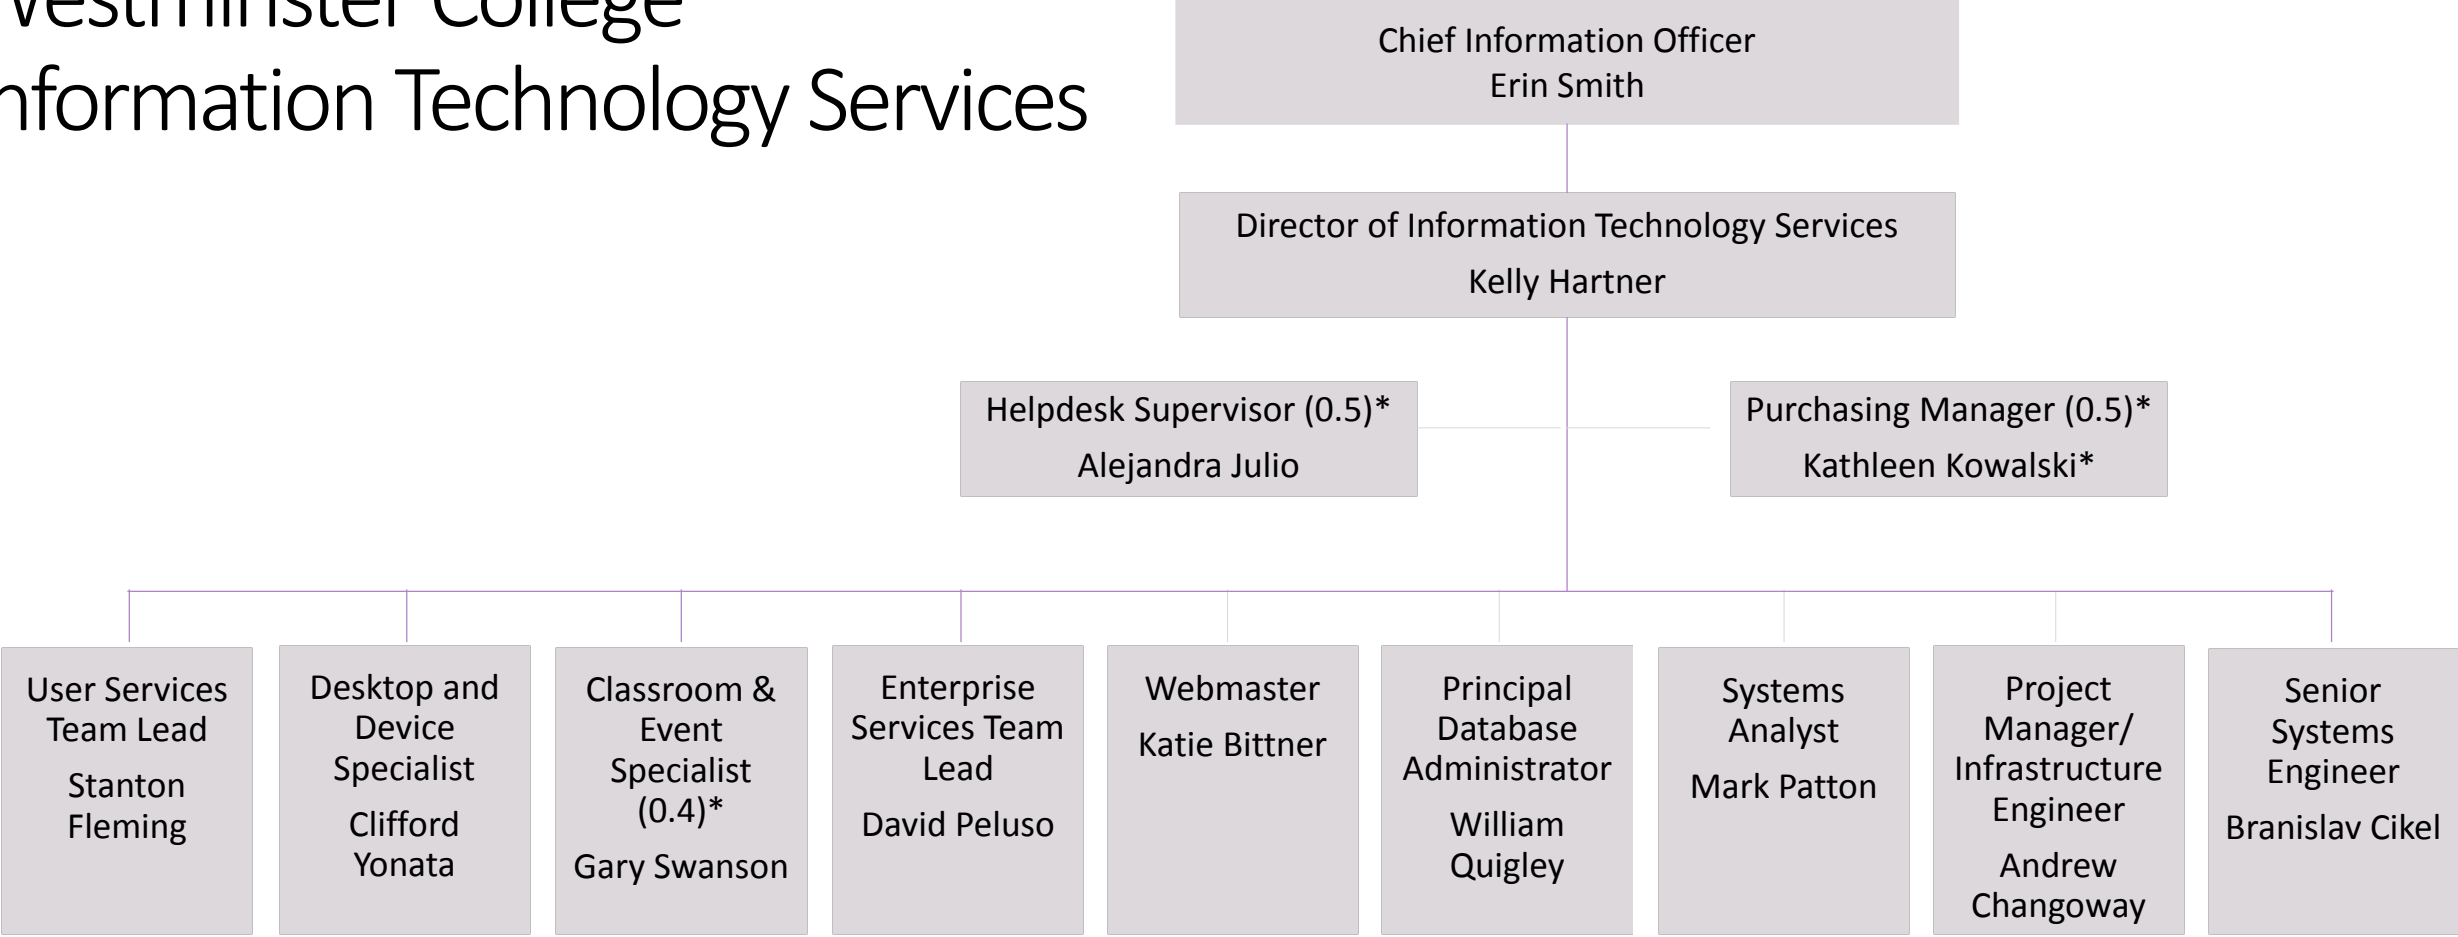 Westminster College
Information Technology Services
Chief Information Officer
Erin Smith
Director of Information Technology Services
Kelly Hartner
Helpdesk Supervisor (0.5)*
Alejandra Julio
Purchasing Manager (0.5)*
Kathleen Kowalski*
User Services
Team Lead
Stanton
Fleming
Desktop and
Device
Specialist
Clifford
Yonata
Classroom &
Event
Specialist
(0.4)*
Gary Swanson
Enterprise
Services Team
Lead
David Peluso
Webmaster
Katie Bittner
Principal
Database
Administrator
William
Quigley
Systems
Analyst
Mark Patton
Project
Manager/
Infrastructure
Engineer
Andrew
Changoway
Senior
Systems
Engineer
Branislav Cikel